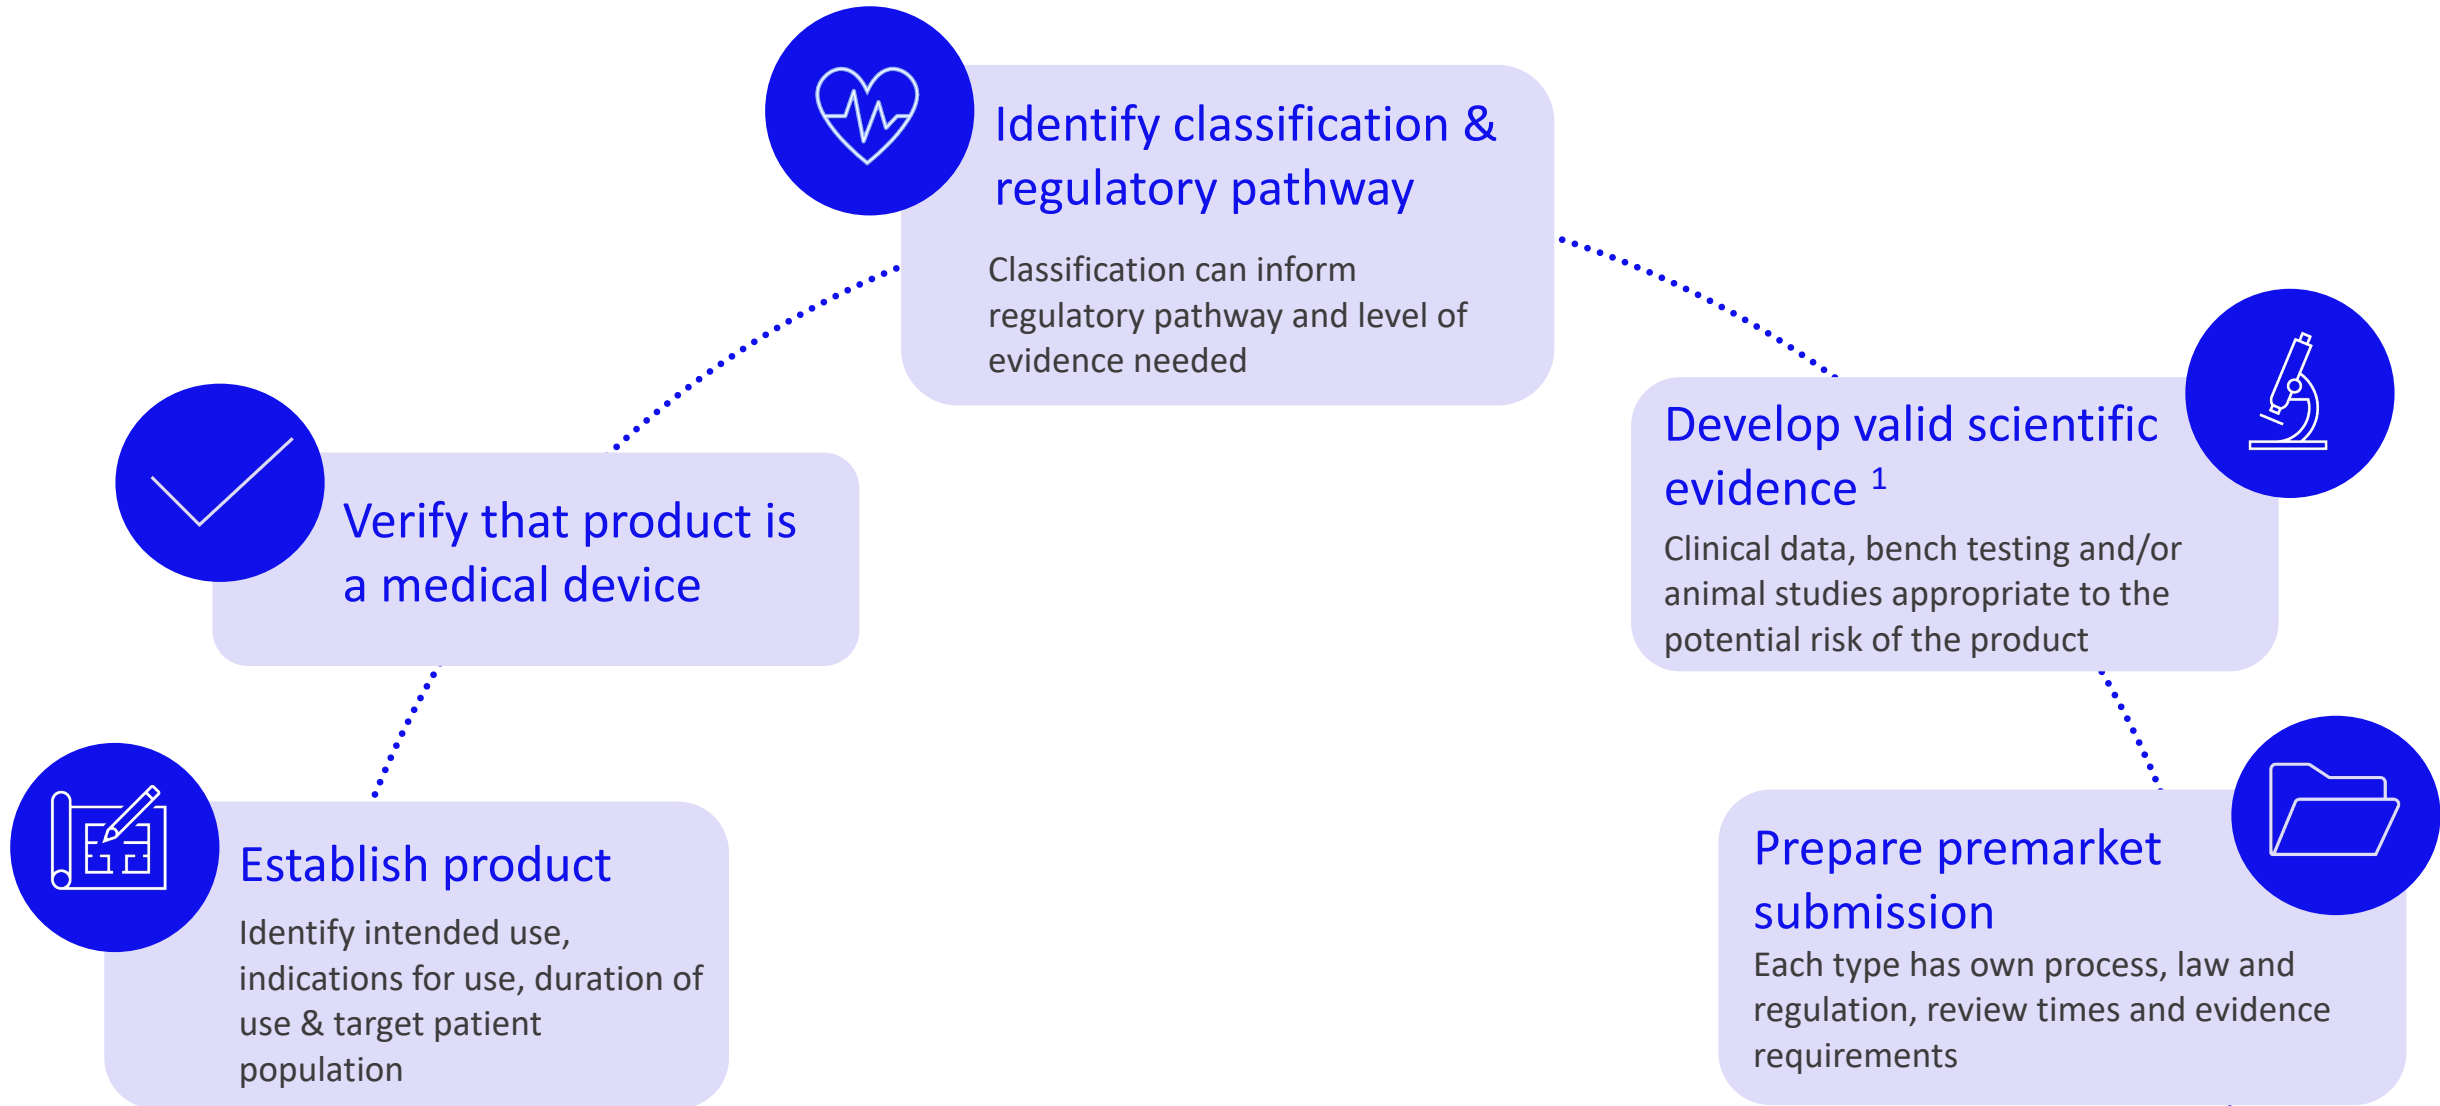 Identify classification &
regulatory pathway
Classification can inform
regulatory pathway and level of
evidence needed
Develop valid scientific
evidence 1
Clinical data, bench testing and/or
animal studies appropriate to the
potential risk of the product
Verify that product is
a medical device
Establish product
Identify intended use,
indications for use, duration of
use & target patient
population
Prepare premarket
submission
Each type has own process, law and
regulation, review times and evidence
requirements